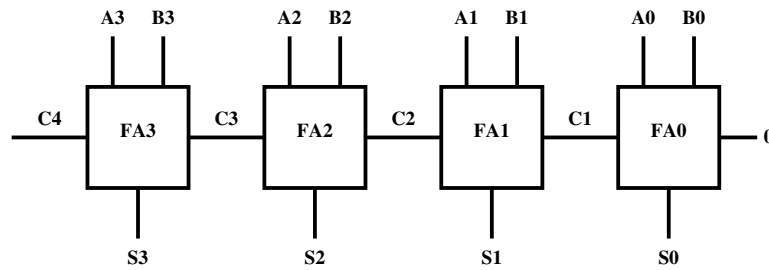 A3 B3 A2 B2 A1 B1 A0 B0
C4 FA3 C3 FA2 C2 FA1 C1 FA0
S3 S2 S1 S0